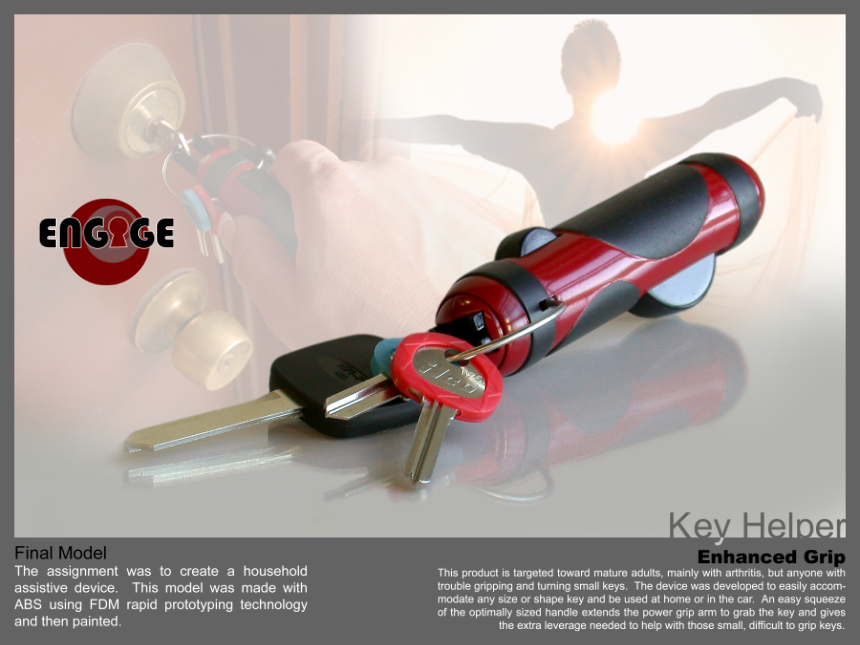 ENGAGE
Key Helper
Final Model
The assignment was to create a household
assistive device. This model was made with
ABS using FDM rapid prototyping technology
and then painted.
Enhanced Grip
This product is targeted toward mature adults, mainly with arthritis, but anyone with
trouble gripping and turning small keys. The device was developed to easily accom-
modate any size or shape key and be used at home or in the car. An easy squeeze
of the optimally sized handle extends the power grip arm to grab the key and gives
the extra leverage needed to help with those small, difficult to grip keys.